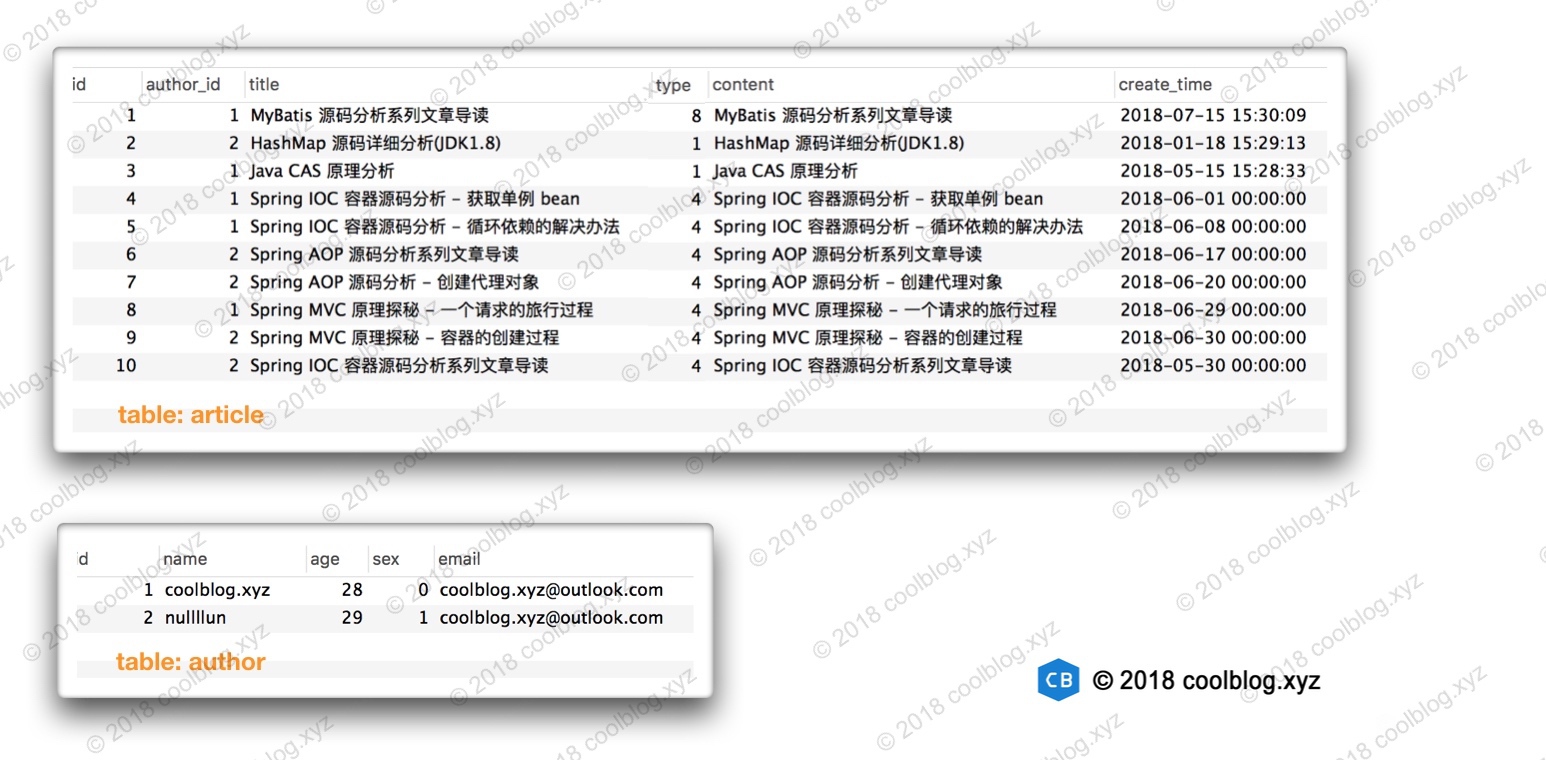 id author_id title type content create_time
1 1 MyBatis 源码分析系列文章导读 8 MyBatis 源码分析系列文章导读 2018-07-15 15:30:09
2 2 HashMap 源码详细分析(JDK1.8) 1 HashMap 源码详细分析(JDK1.8) 2018-01-18 15:29:13
3 1 Java CAS 原理分析 1 Java CAS 原理分析 2018-05-15 15:28:33
4 1 Spring IOC 容器源码分析 – 获取单例 bean 4 Spring IOC 容器源码分析 – 获取单例 bean 2018-06-01 00:00:00
5 1 Spring IOC 容器源码分析 – 循环依赖的解决办法 4 Spring IOC 容器源码分析 – 循环依赖的解决办法 2018-06-08 00:00:00
6 2 Spring AOP 源码分析系列文章导读 4 Spring AOP 源码分析系列文章导读 2018-06-17 00:00:00
7 2 Spring AOP 源码分析 – 创建代理对象 4 Spring AOP 源码分析 – 创建代理对象 2018-06-20 00:00:00
8 1 Spring MVC 原理探秘 – 一个请求的旅行过程 4 Spring MVC 原理探秘 – 一个请求的旅行过程 2018-06-29 00:00:00
9 2 Spring MVC 原理探秘 – 容器的创建过程 4 Spring MVC 原理探秘 – 容器的创建过程 2018-06-30 00:00:00
10 2 Spring IOC 容器源码分析系列文章导读 4 Spring IOC 容器源码分析系列文章导读 2018-05-30 00:00:00
table: article
d name age sex email
1 coolblog.xyz 28 0 coolblog.xyz@outlook.com
2 nullllun 29 1 coolblog.xyz@outlook.com
table: author
CB © 2018 coolblog.xyz
© 2018 coolblog.xyz